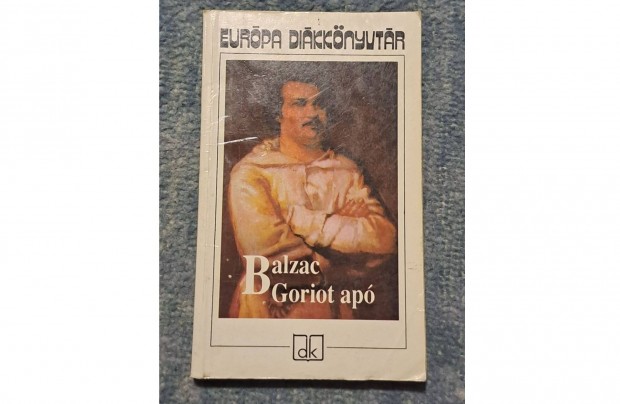 EURÓPA DIÁKKÖNYVTÁR
Balzac
Goriot apó
dk